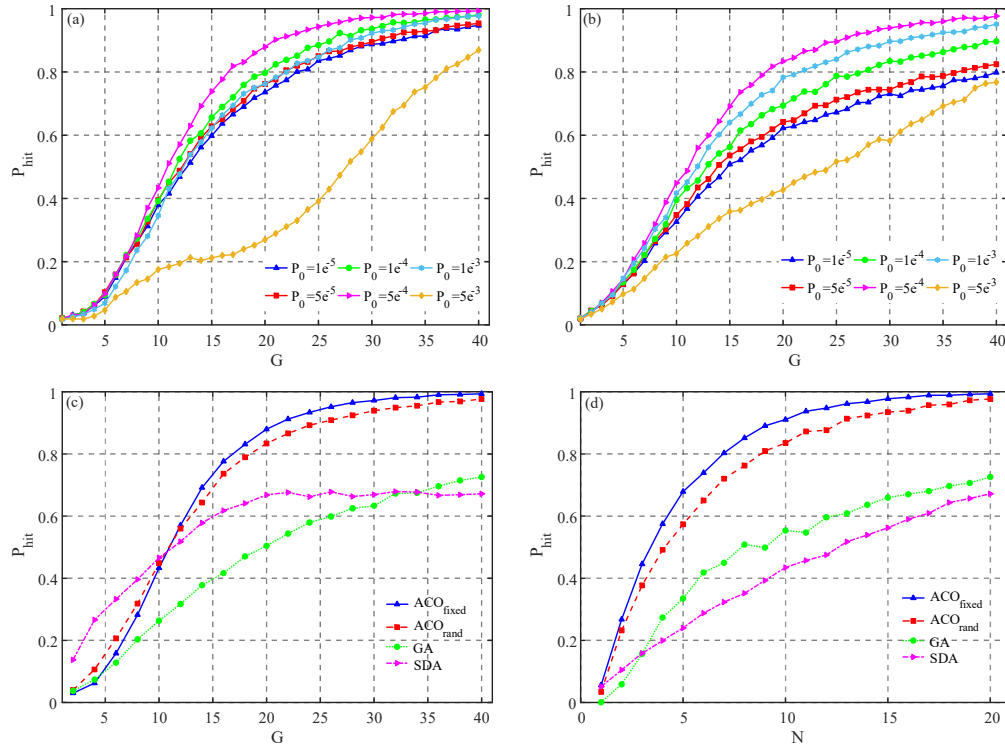 (a)
P_hit
1
0.8
0.6
0.4
0.2
0
5 10 15 20 25 30 35 40
G
P_0=1e^-5 P_0=1e^-4 P_0=1e^-3
P_0=5e^-5 P_0=5e^-4 P_0=5e^-3
(b)
P_hit
1
0.8
0.6
0.4
0.2
0
5 10 15 20 25 30 35 40
G
P_0=1e^-5 P_0=1e^-4 P_0=1e^-3
P_0=5e^-5 P_0=5e^-4 P_0=5e^-3
(c)
P_hit
1
0.8
0.6
0.4
0.2
0
5 10 15 20 25 30 35 40
G
ACO_fixed
ACO_rand
GA
SDA
(d)
P_hit
1
0.8
0.6
0.4
0.2
0
0 5 10 15 20
N
ACO_fixed
ACO_rand
GA
SDA